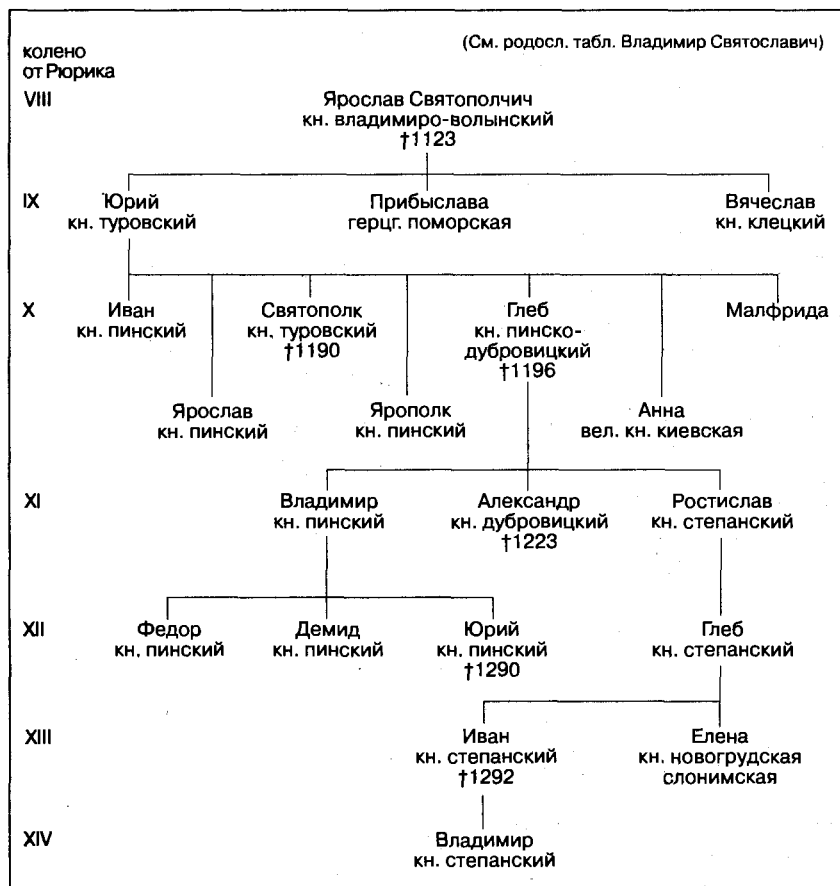 (См. родосл. табл. Владимир Святославич)
колено
от Рюрика
VIII
Ярослав Святополчич
кн. владимиро-волынский
†1123
IX
Юрий
кн. туровский
Прибыслава
герцг. поморская
Вячеслав
кн. клецкий
X
Иван
кн. пинский
Святополк
кн. туровский
†1190
Глеб
кн. пинско-
дубровицкий
†1196
Малфрида
Ярослав
кн. пинский
Ярополк
кн. пинский
Анна
вел. кн. киевская
XI
Владимир
кн. пинский
Александр
кн. дубровицкий
†1223
Ростислав
кн. степанский
XII
Федор
кн. пинский
Демид
кн. пинский
Юрий
кн. пинский
†1290
Глеб
кн. степанский
XIII
Иван
кн. степанский
†1292
Елена
кн. новогрудская
слонимская
XIV
Владимир
кн. степанский